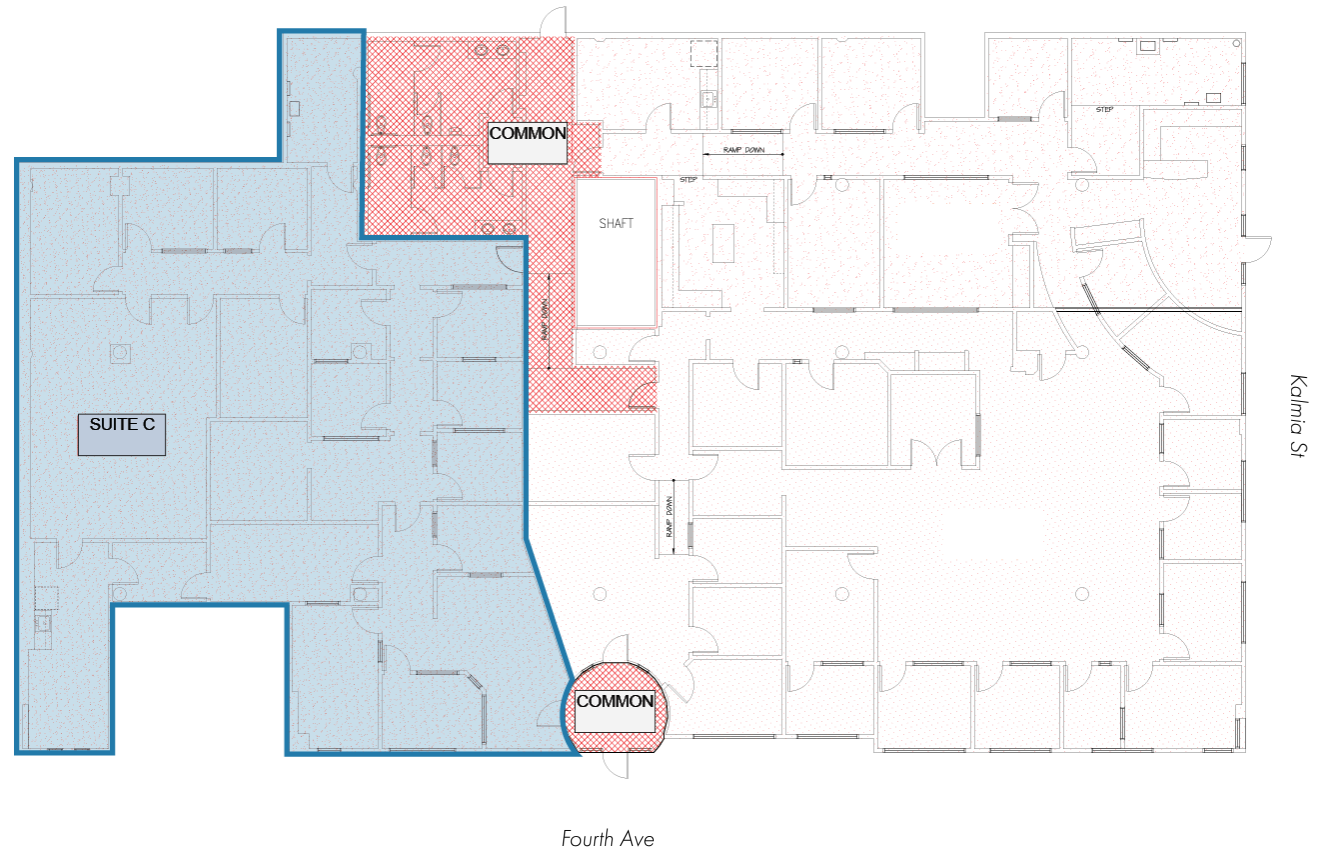 COMMON
STEP
RAMP DOWN
STEP
SHAFT
RAMP DOWN
SUITE C
Kalmia St
RAMP DOWN
COMMON
Fourth Ave